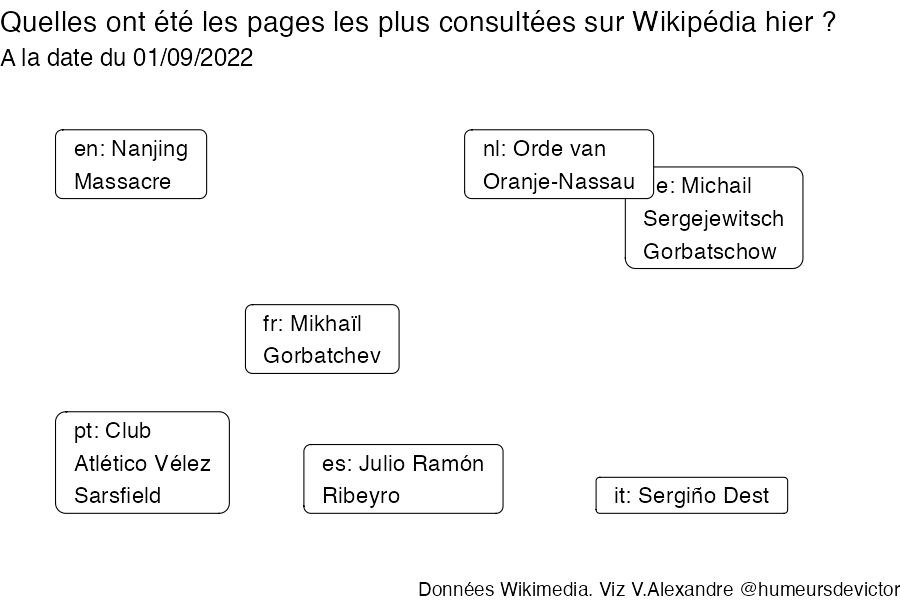 Quelles ont été les pages les plus consultées sur Wikipédia hier ?
A la date du 01/09/2022
en: Nanjing
Massacre
nl: Orde van
Oranje-Nassau
e: Michail
Sergejewitsch
Gorbatschow
fr: Mikhaïl
Gorbatchev
pt: Club
Atlético Vélez
Sarsfield
es: Julio Ramón
Ribeyro
it: Sergiño Dest
Données Wikimedia. Viz V.Alexandre @humeursdevictor